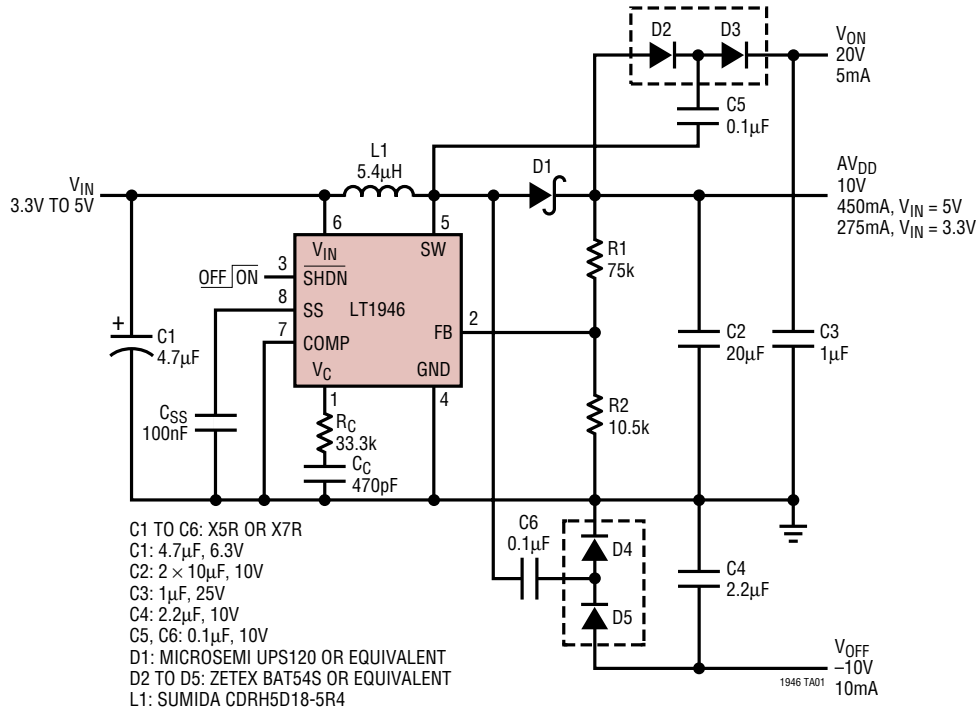 D2
D3
VON
20V
5mA
C5
0.1µF
L1
5.4µH
D1
VIN
3.3V TO 5V
AVDD
10V
450mA, VIN = 5V
275mA, VIN = 3.3V
6
5
VIN
SW
R1
75k
OFF ON
3
SHDN
8
SS
LT1946
FB
2
7
COMP
GND
VC
C1
4.7µF
+
C2
20µF
C3
1µF
1
4
CSS
100nF
RC
33.3k
R2
10.5k
CC
470pF
C6
0.1µF
D4
D5
C4
2.2µF
C1 TO C6: X5R OR X7R
C1: 4.7µF, 6.3V
C2: 2 × 10µF, 10V
C3: 1µF, 25V
C4: 2.2µF, 10V
C5, C6: 0.1µF, 10V
D1: MICROSEMI UPS120 OR EQUIVALENT
D2 TO D5: ZETEX BAT54S OR EQUIVALENT
L1: SUMIDA CDRH5D18-5R4
VOFF
–10V
10mA
1946 TA01